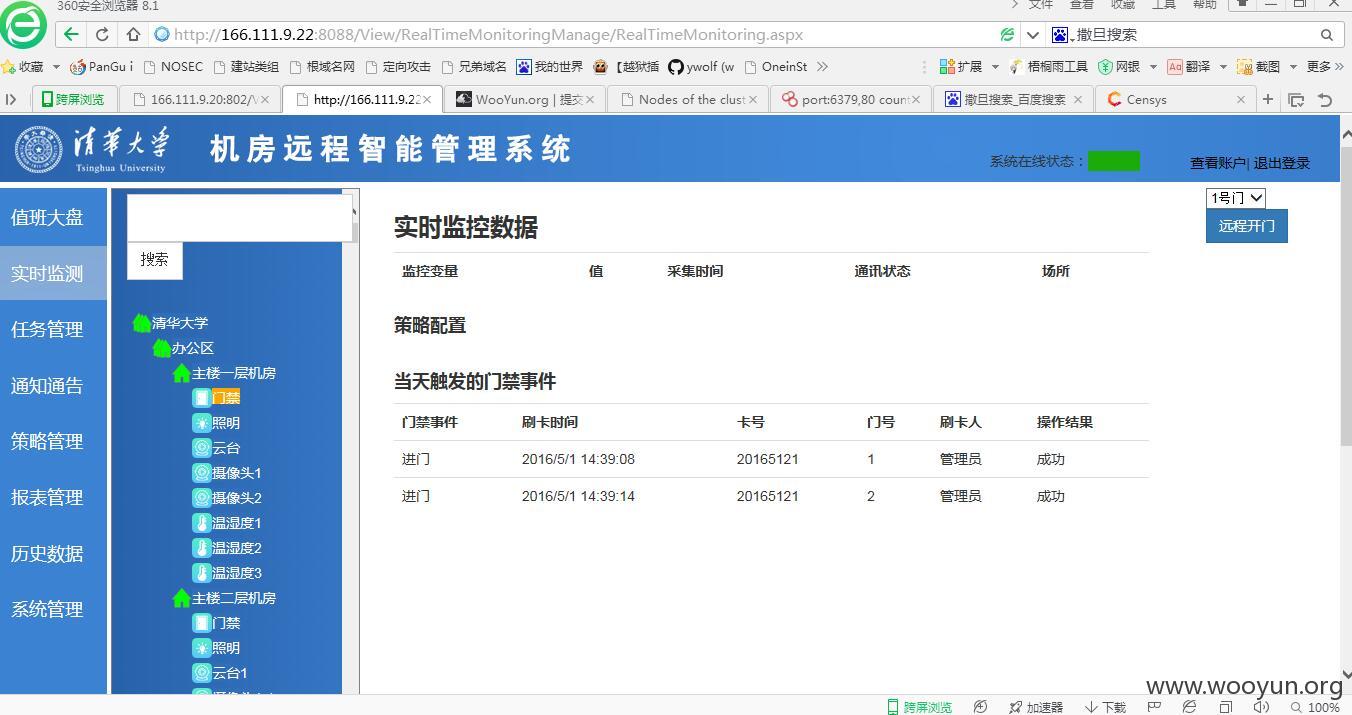 360安全浏览器 8.1
文件 查看 收藏 工具 帮助
http://166.111.9.22:8088/View/RealTimeMonitoringManage/RealTimeMonitoring.aspx
撒旦搜索
收藏 PanGu i NOSEC 建站类组 根域名网 定向攻击 兄弟域名 我的世界 【越狱插 ywolf (w OneinSt » 扩展 梧桐雨工具 网银 翻译 截图 更多 »
跨屏浏览 166.111.9.20:802/V http://166.111.9.22 WooYun.org | 提交 Nodes of the clust port:6379,80 count 撒旦搜索_百度搜索 Censys
清华大学
Tsinghua University
机房远程智能管理系统
系统在线状态：
查看账户| 退出登录
值班大盘
实时监测
任务管理
通知通告
策略管理
报表管理
历史数据
系统管理
搜索
清华大学
办公区
主楼一层机房
门禁
照明
云台
摄像头1
摄像头2
温湿度1
温湿度2
温湿度3
主楼二层机房
门禁
照明
云台1
实时监控数据
监控变量 值 采集时间 通讯状态 场所
策略配置
当天触发的门禁事件
门禁事件 刷卡时间 卡号 门号 刷卡人 操作结果
进门 2016/5/1 14:39:08 20165121 1 管理员 成功
进门 2016/5/1 14:39:14 20165121 2 管理员 成功
1号门
远程开门
www.wooyun.org
跨屏浏览 加速器 下载 100%